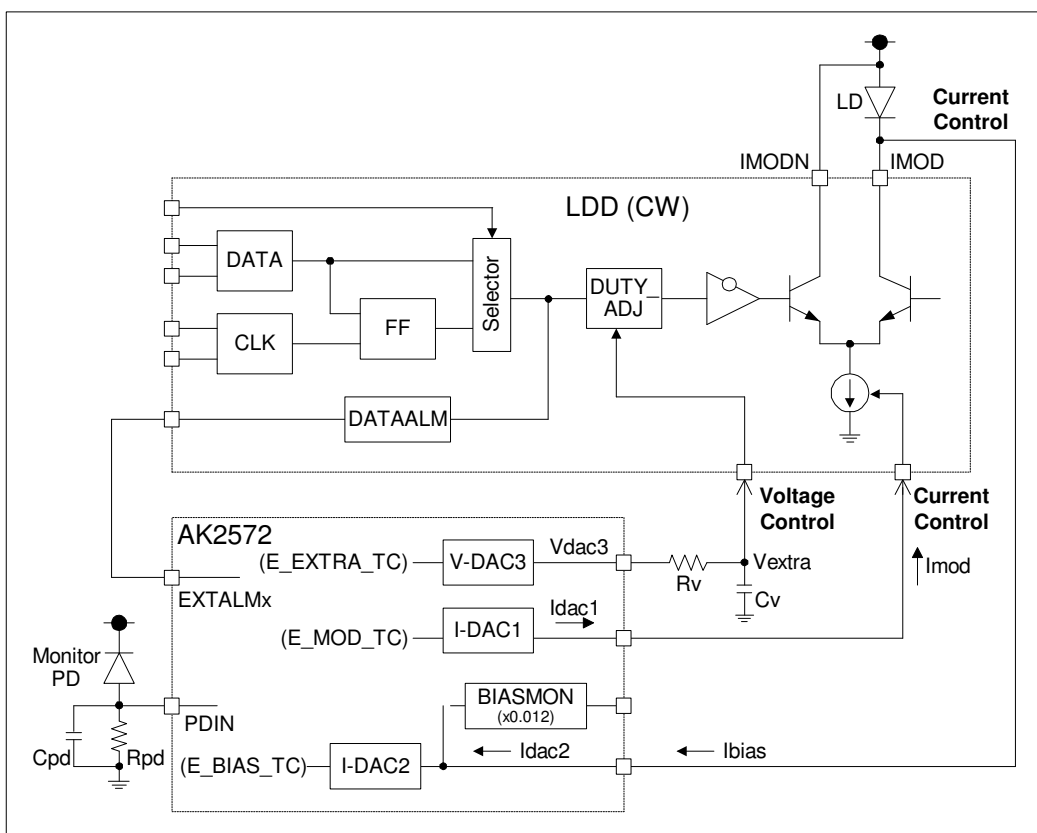 LD
Current
Control
IMODN
IMOD
LDD (CW)
DATA
CLK
FF
Selector
DUTY
ADJ
DATAALM
Voltage
Control
Current
Control
AK2572
(E_EXTRA_TC)
V-DAC3
Vdac3
Rv
Vextra
Cv
Imod
EXTALMx
Idac1
(E_MOD_TC)
I-DAC1
Monitor
PD
BIASMON
(x0.012)
PDIN
Cpd
Rpd
(E_BIAS_TC)
I-DAC2
Idac2
Ibias